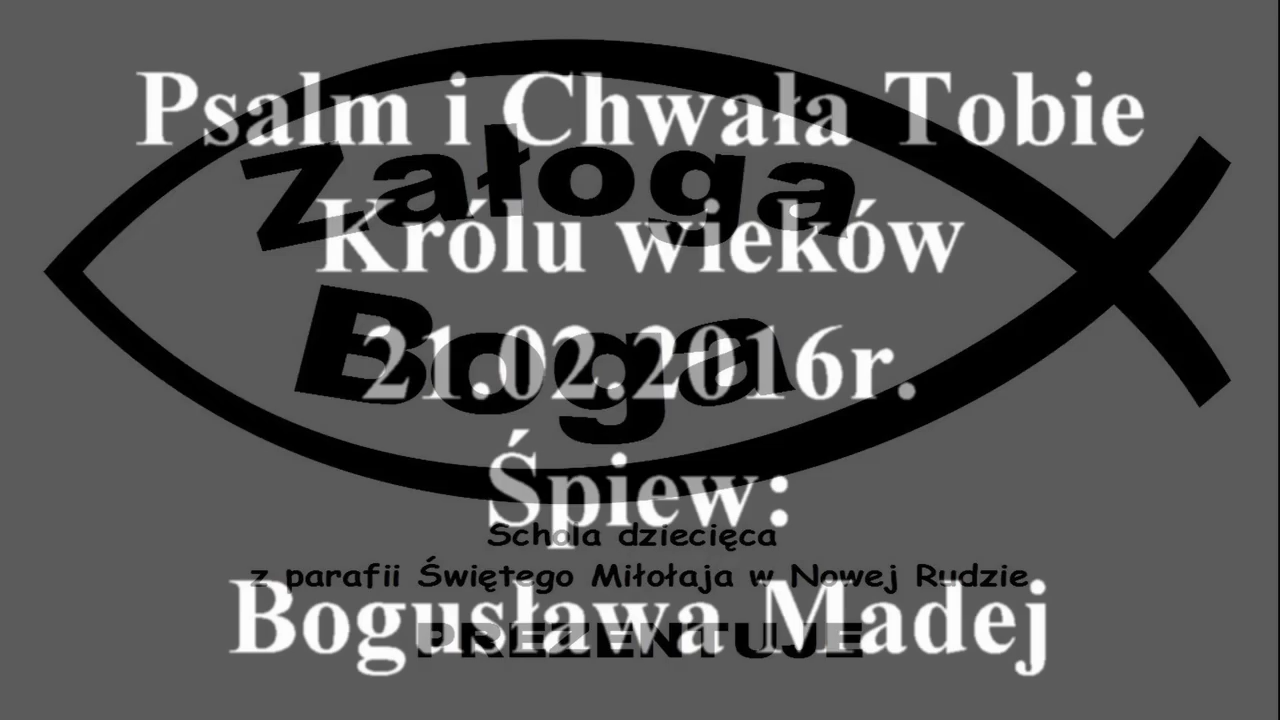 Psalm i Chwała Tobie
Królu wieków
21.02.2016r.
Śpiew:
Bogusława Madej
Załoga
Boga
Schola dziecięca
z parafii Świętego Miłołaja w Nowej Rudzie
PREZENTUJE